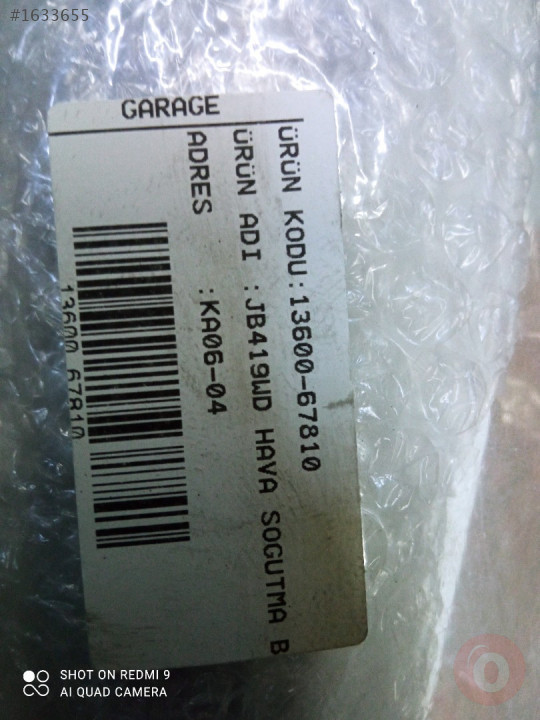 #1633655
GARAGE
ÜRÜN KODU:13600-67810
ÜRÜN ADI :JB419WD HAVA SOGUTMA B
ADRES :KA06-04
13600-67810
SHOT ON REDMI 9
AI QUAD CAMERA